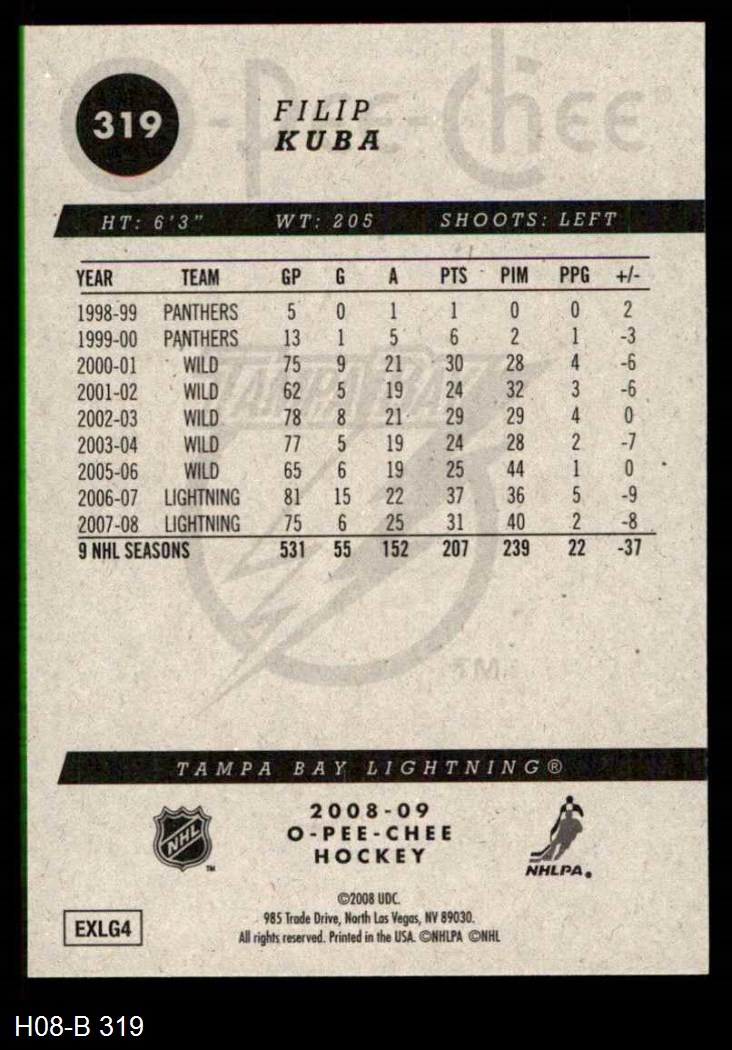 O-Pee-Chee®
319
FILIP
KUBA
HT: 6'3" WT: 205 SHOOTS: LEFT
YEAR TEAM GP G A PTS PIM PPG +/-
1998-99 PANTHERS 5 0 1 1 0 0 2
1999-00 PANTHERS 13 1 5 6 2 1 -3
2000-01 WILD 75 9 21 30 28 4 -6
2001-02 WILD 62 5 19 24 32 3 -6
2002-03 WILD 78 8 21 29 29 4 0
2003-04 WILD 77 5 19 24 28 2 -7
2005-06 WILD 65 6 19 25 44 1 0
2006-07 LIGHTNING 81 15 22 37 36 5 -9
2007-08 LIGHTNING 75 6 25 31 40 2 -8
9 NHL SEASONS 531 55 152 207 239 22 -37
TAMPA BAY
TM
TAMPA BAY LIGHTNING®
NHL
TM
2008-09
O-PEE-CHEE
HOCKEY
NHLPA®
©2008 UDC.
985 Trade Drive, North Las Vegas, NV 89030.
All rights reserved. Printed in the USA. ©NHLPA ©NHL
EXLG4
H08-B 319